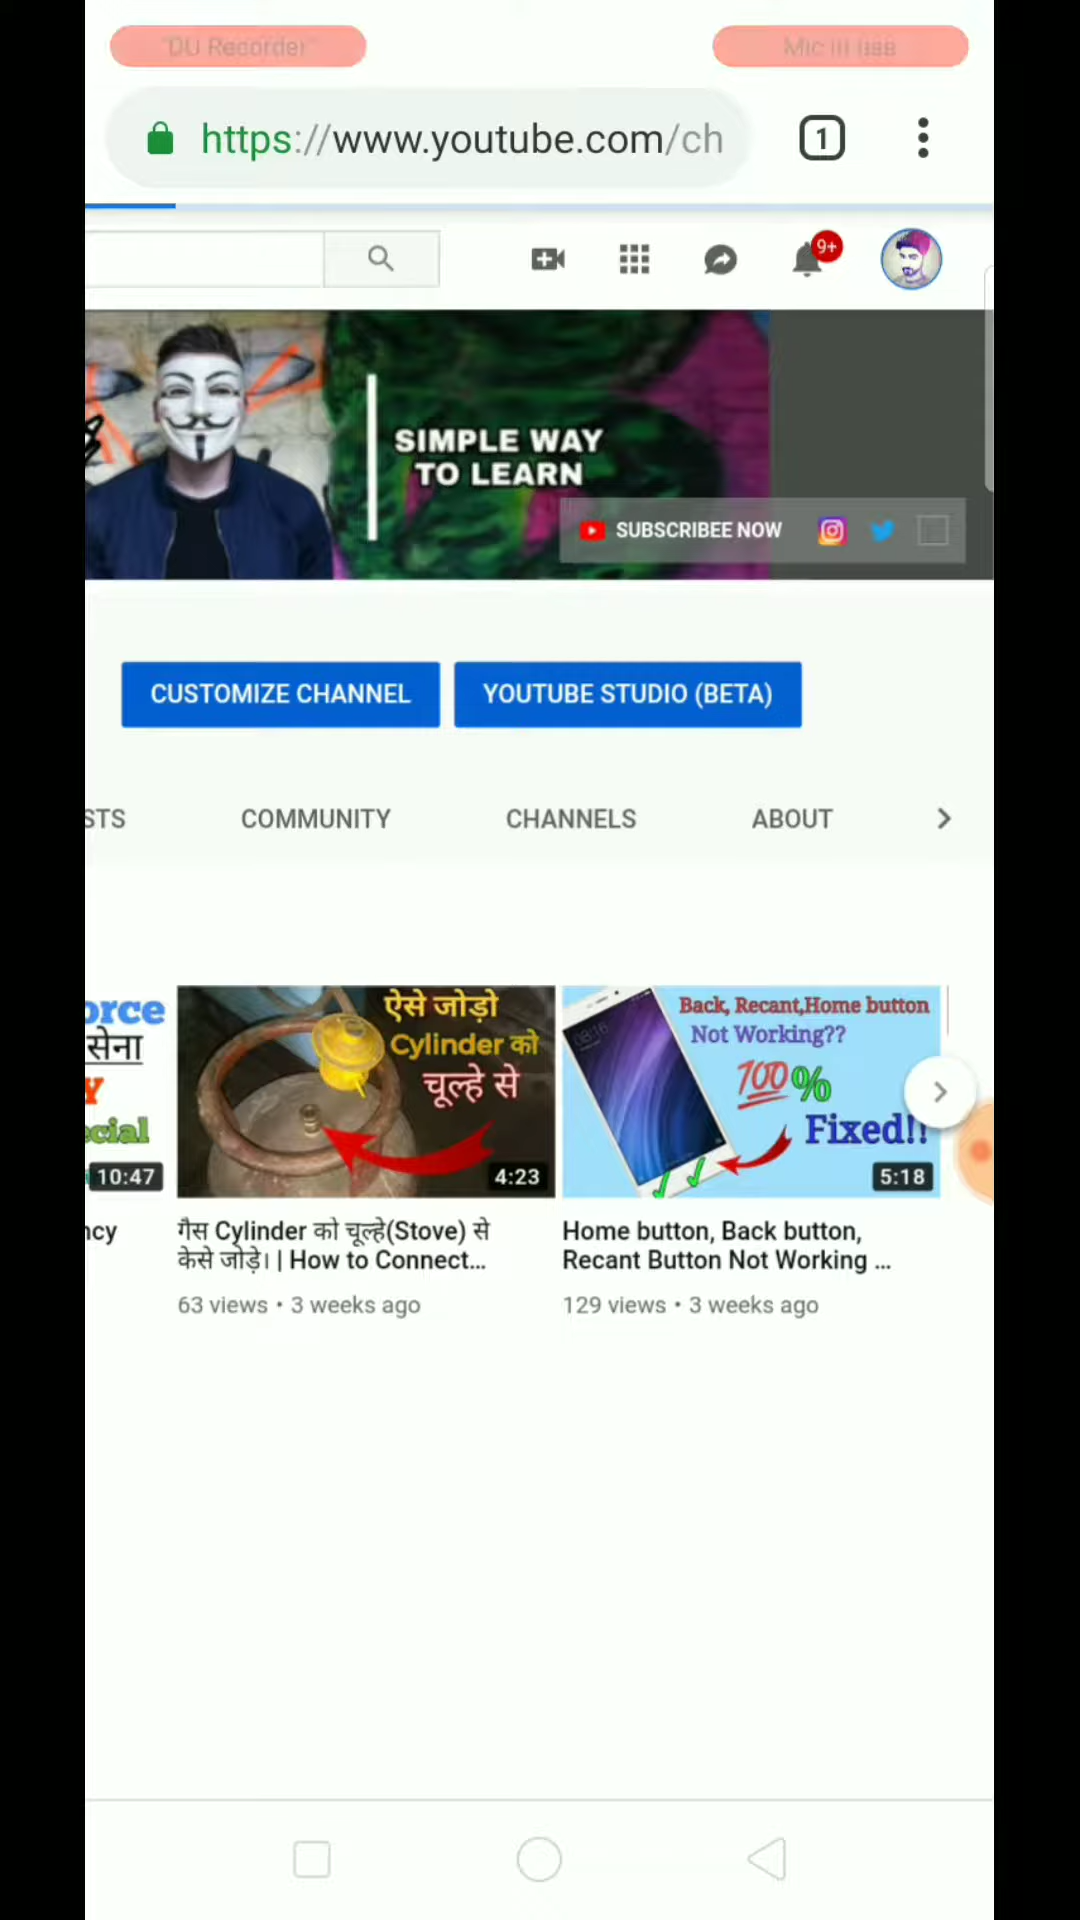 "DU Recorder"
Mic in use
https://www.youtube.com/ch
1
9+
SIMPLE WAY
TO LEARN
SUBSCRIBEE NOW
CUSTOMIZE CHANNEL
YOUTUBE STUDIO (BETA)
STS
COMMUNITY
CHANNELS
ABOUT
orce
सेना
Y
ecial
10:47
ncy
ऐसे जोड़ो
Cylinder को
चूल्हे से
4:23
गैस Cylinder को चूल्हे(Stove) से
केसे जोड़े। | How to Connect...
63 views • 3 weeks ago
08:16
Back, Recant,Home button
Not Working??
100%
Fixed!!
5:18
Home button, Back button,
Recant Button Not Working ...
129 views • 3 weeks ago